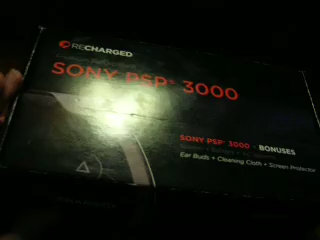 RECHARGED
SONY PSP® 3000
SONY PSP® 3000 + BONUSES
Ear Buds + Cleaning Cloth + Screen Protector